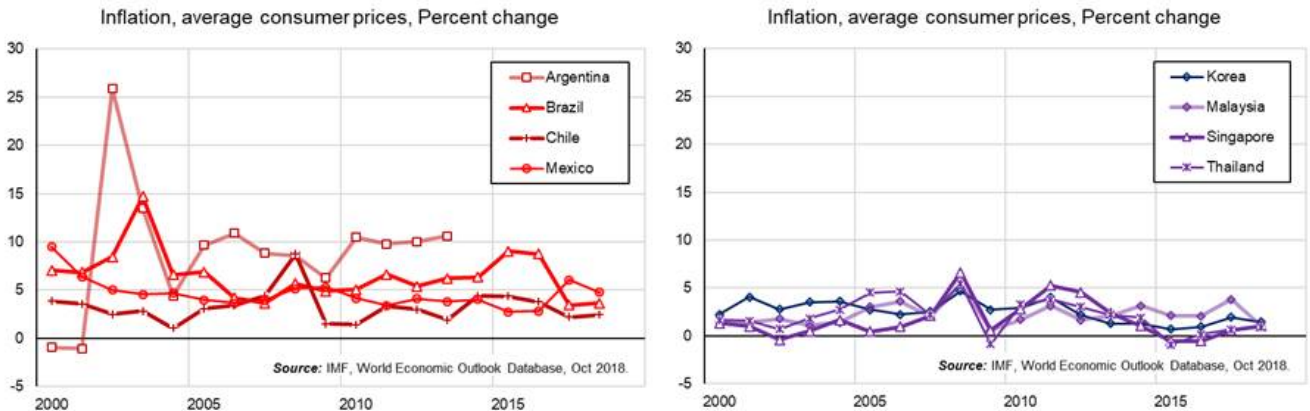 Inflation, average consumer prices, Percent change
30
25
20
15
10
5
0
-5
2000
2005
2010
2015
Argentina
Brazil
Chile
Mexico
Source: IMF, World Economic Outlook Database, Oct 2018.
Inflation, average consumer prices, Percent change
30
25
20
15
10
5
0
-5
2000
2005
2010
2015
Korea
Malaysia
Singapore
Thailand
Source: IMF, World Economic Outlook Database, Oct 2018.